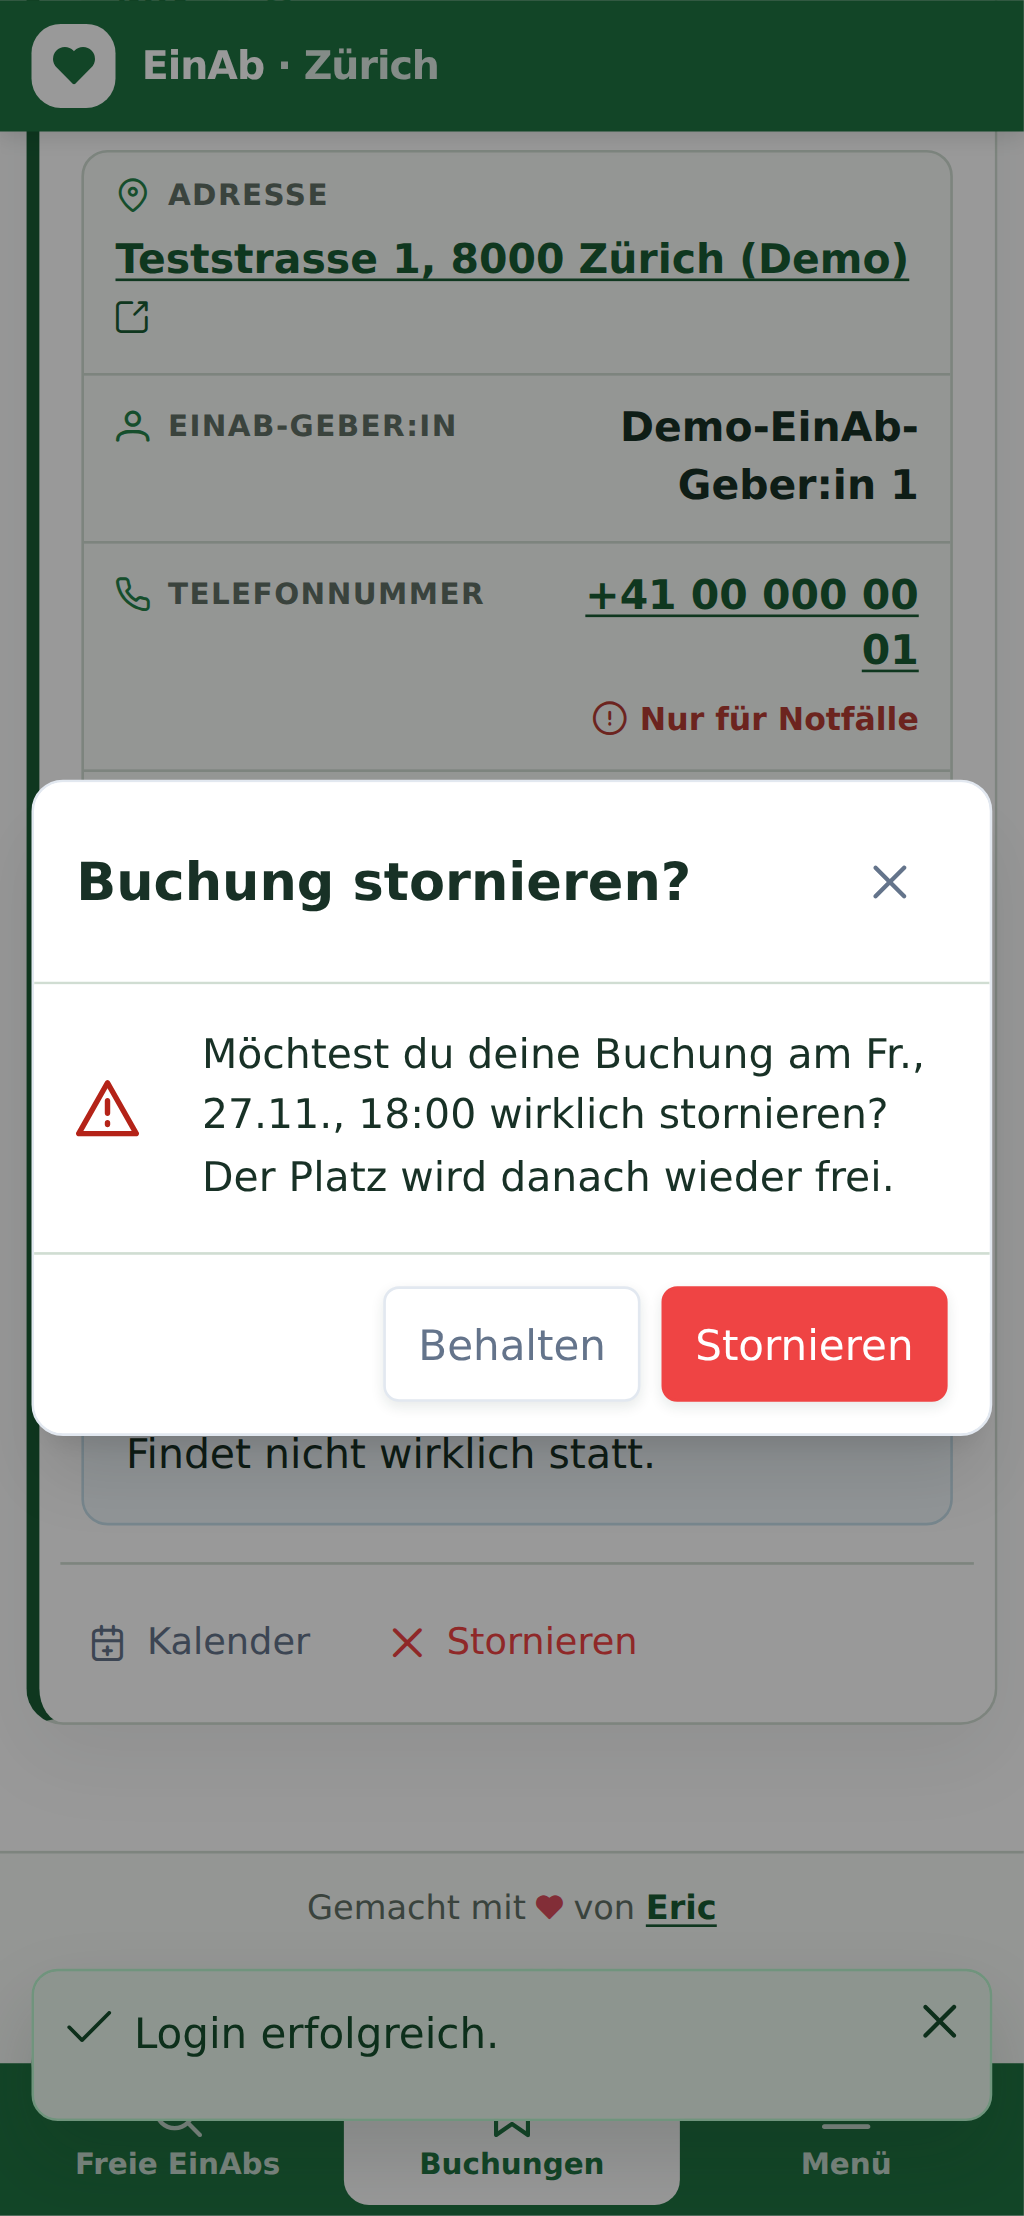 EinAb · Zürich
ADRESSE
Teststrasse 1, 8000 Zürich (Demo)
EINAB-GEBER:IN
Demo-EinAb-
Geber:in 1
TELEFONNUMMER
+41 00 000 00
01
Nur für Notfälle
Buchung stornieren?
Möchtest du deine Buchung am Fr.,
27.11., 18:00 wirklich stornieren?
Der Platz wird danach wieder frei.
Behalten
Stornieren
Findet nicht wirklich statt.
Kalender
Stornieren
Gemacht mit ❤ von Eric
Login erfolgreich.
Freie EinAbs
Buchungen
Menü